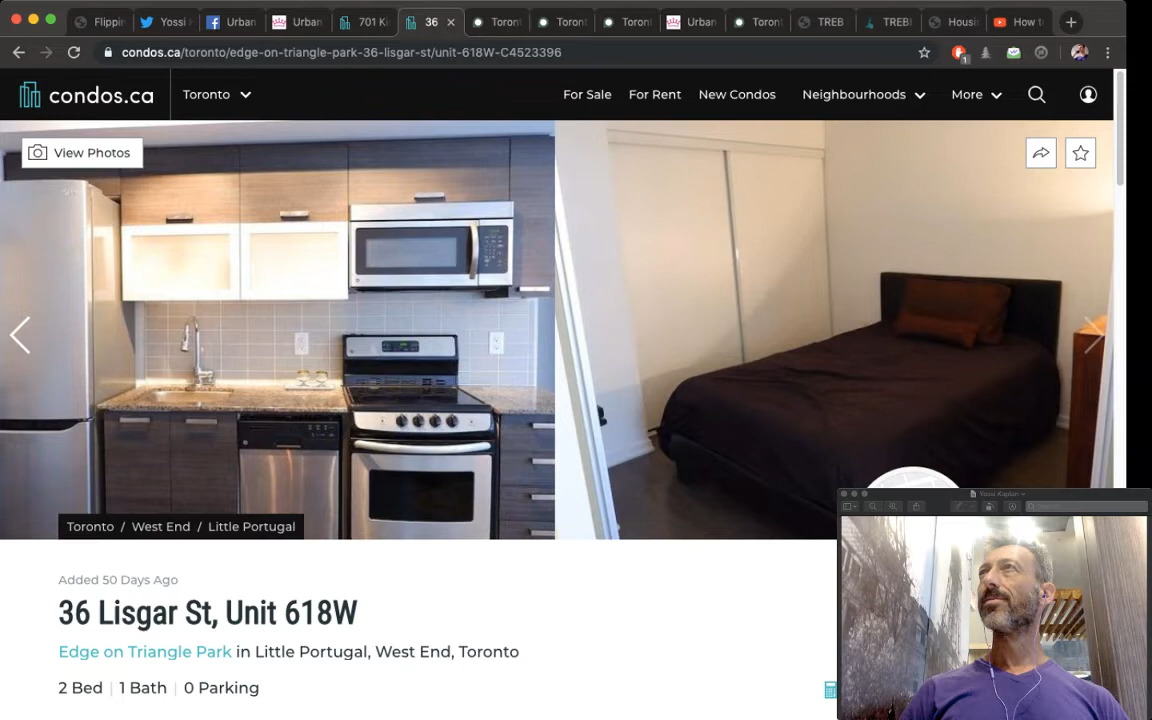 Flippin
Yossi
Urban
Urban
701 Ki
36
Toront
Toront
Toront
Urban
Toront
TREB
TREB
Housi
How t
condos.ca/toronto/edge-on-triangle-park-36-lisgar-st/unit-618W-C4523396
1
condos.ca
Toronto
For Sale
For Rent
New Condos
Neighbourhoods
More
View Photos
Toronto / West End / Little Portugal
Yossi Kaplan
Added 50 Days Ago
36 Lisgar St, Unit 618W
Edge on Triangle Park in Little Portugal, West End, Toronto
2 Bed | 1 Bath | 0 Parking